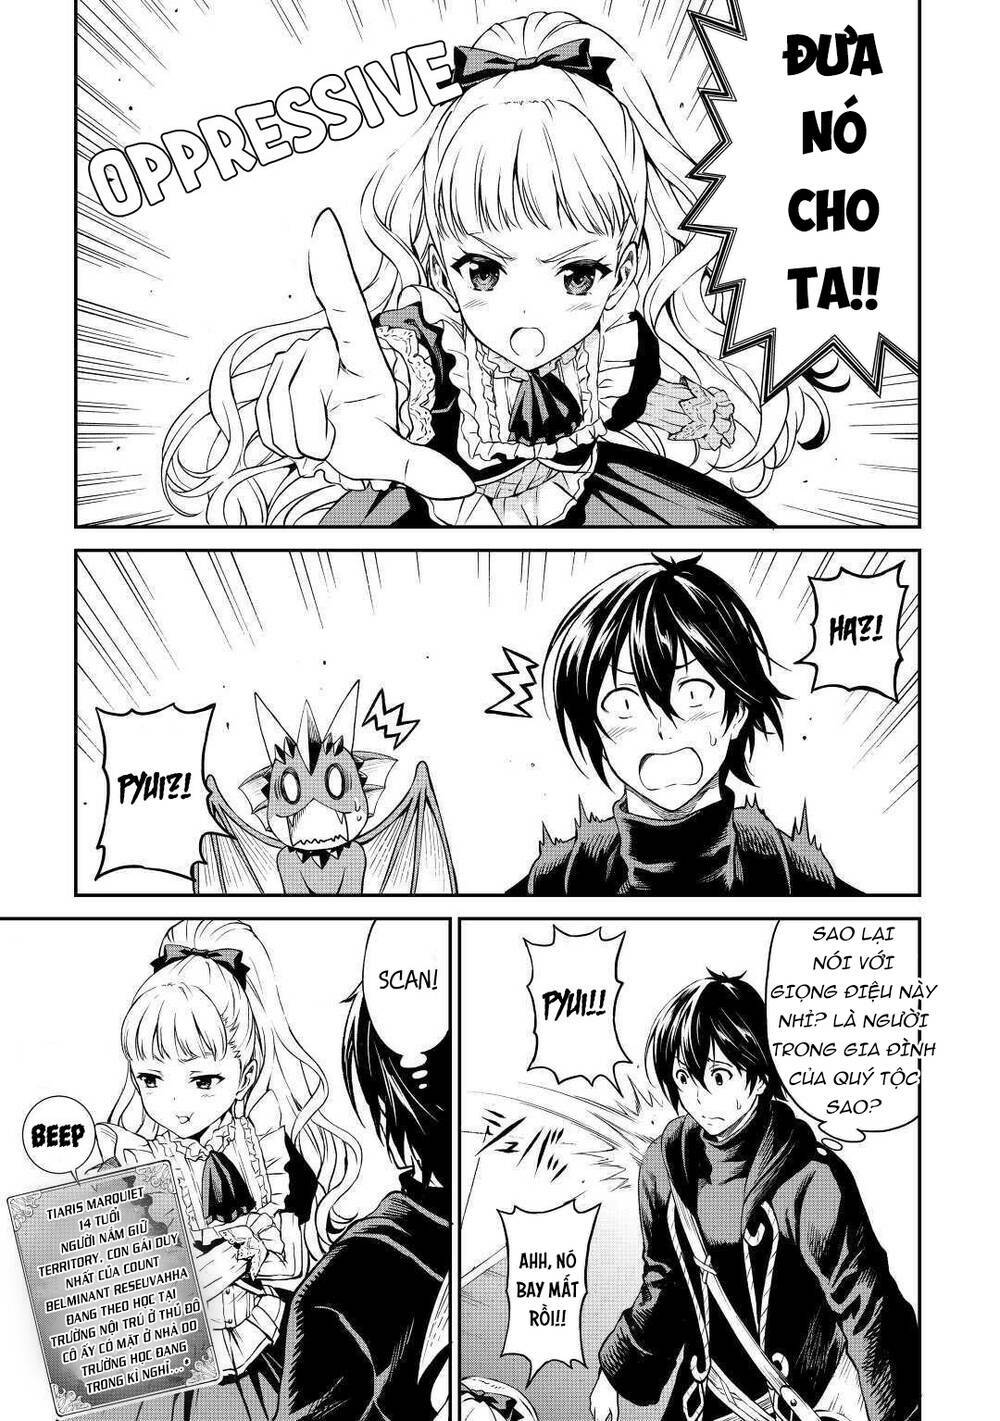 ĐƯA
NÓ
CHO
TA!!
OPPRESSIVE
HAZ!
PYUIZ!
SAO LẠI
NÓI VỚI
GIỌNG ĐIỆU NÀY
NHỈ? LÀ NGƯỜI
TRONG GIA ĐÌNH
CỦA QUÝ TỘC
SAO?
PYUI!!
AHH, NÓ
BAY MẤT
RỒI!!
SCAN!
BEEP
TIARIS MARQUIET
14 TUỔI
NGƯỜI NẮM GIỮ
TERRITORY. CON GÁI DUY
NHẤT CỦA COUNT
BELMINANT RESEUVAHHA
ĐANG THEO HỌC TẠI
TRƯỜNG NỘI TRÚ Ở THỦ ĐÔ
CÔ ẤY CÓ MẶT Ở NHÀ DO
TRƯỜNG HỌC ĐANG
TRONG KÌ NGHỈ...